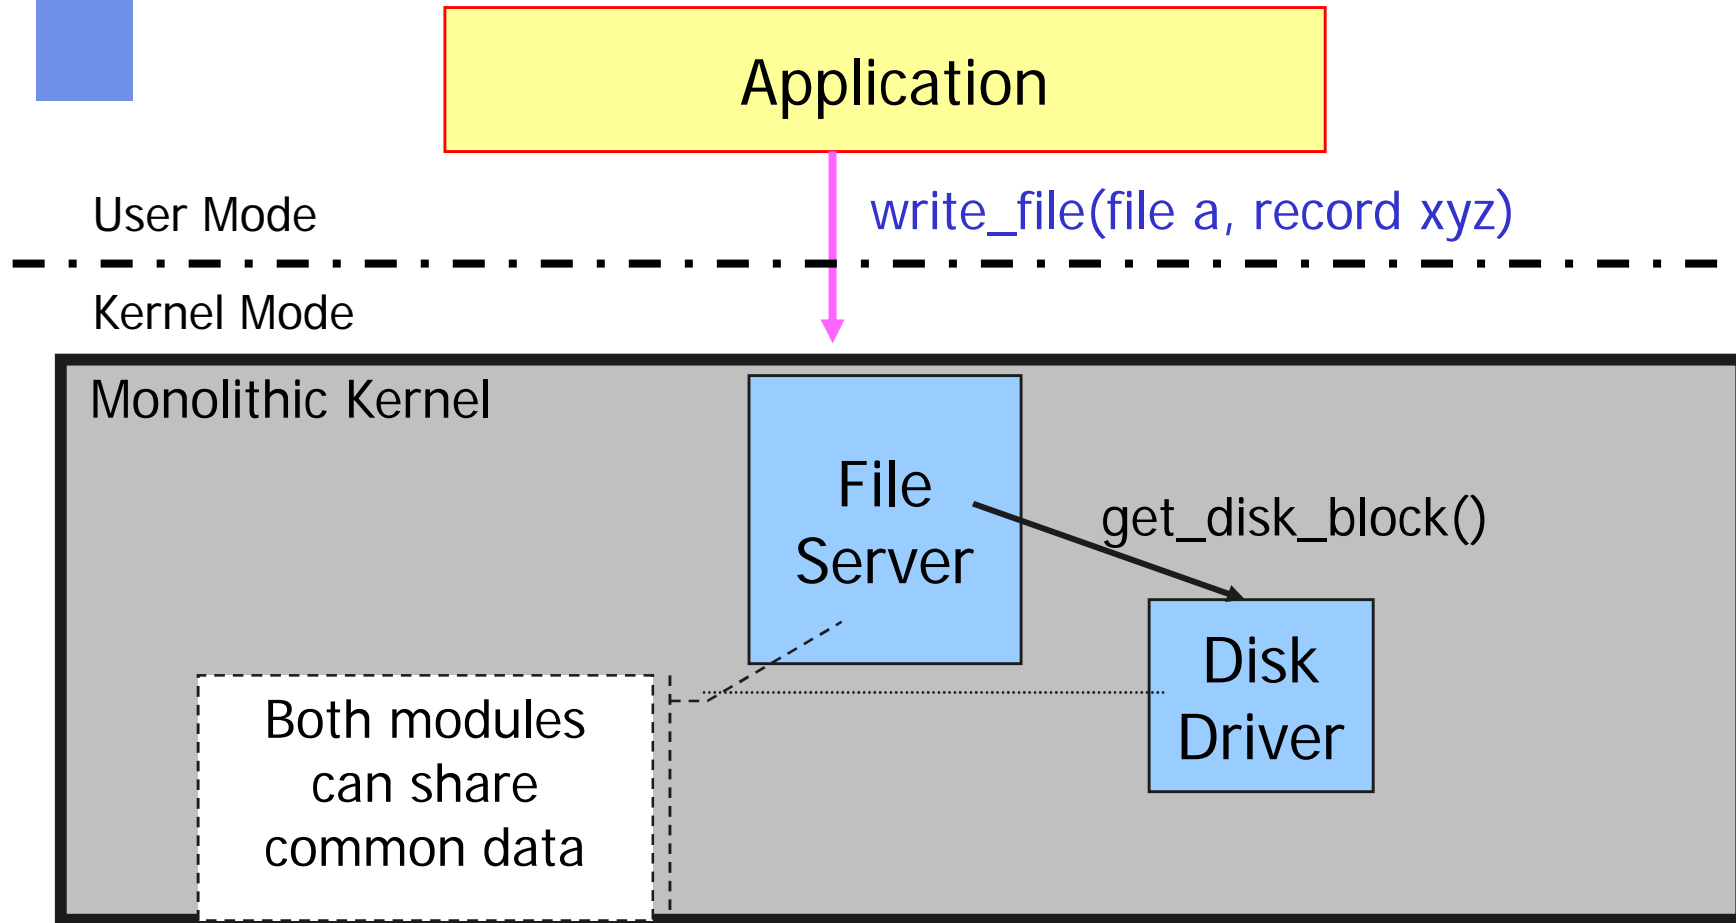 Application
User Mode
write_file(file a, record xyz)
Kernel Mode
Monolithic Kernel
File
Server
get_disk_block()
Disk
Driver
Both modules
can share
common data